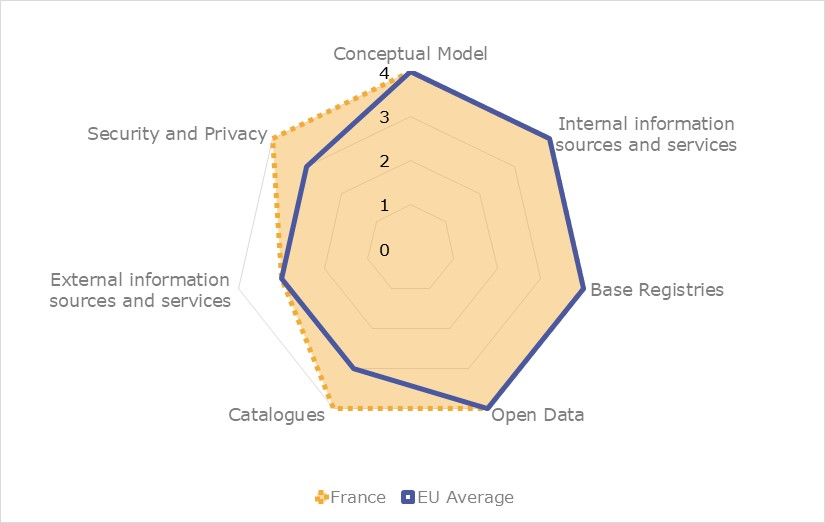 Conceptual Model
4
3
2
1
0
Internal information
sources and services
Security and Privacy
External information
sources and services
Base Registries
Catalogues
Open Data
France
EU Average